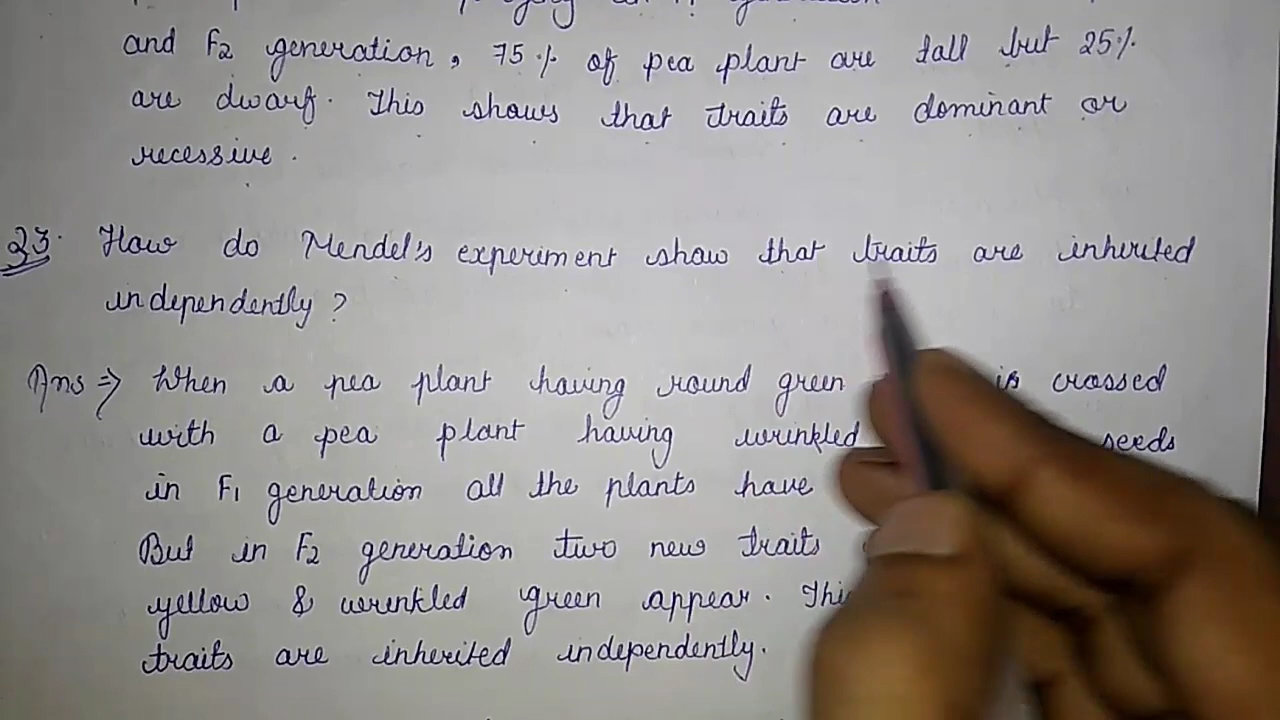 and F2 generation, 75% of pea plant are tall but 25%
are dwarf. This shows that traits are dominant or
recessive.
23. How do Mendel's experiment show that traits are inherited
independently?
Ans ⇒ When a pea plant having round green is crossed
with a pea plant having wrinkled seeds
in F1 generation all the plants have
But in F2 generation two new traits
yellow & wrinkled green appear.
traits are inherited independently.